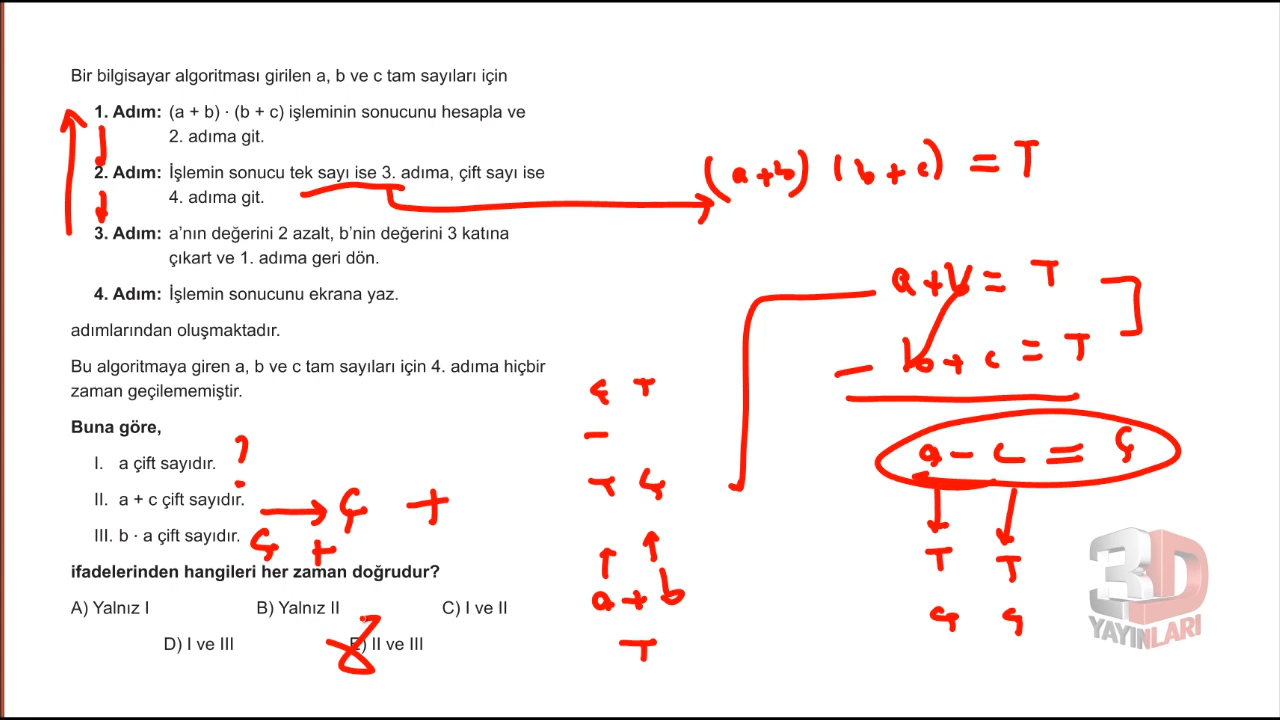 Bir bilgisayar algoritması girilen a, b ve c tam sayıları için
1. Adım: (a + b) · (b + c) işleminin sonucunu hesapla ve
2. adıma git.
2. Adım: İşlemin sonucu tek sayı ise 3. adıma, çift sayı ise
4. adıma git.
3. Adım: a'nın değerini 2 azalt, b'nin değerini 3 katına
çıkart ve 1. adıma geri dön.
4. Adım: İşlemin sonucunu ekrana yaz.
adımlarından oluşmaktadır.
Bu algoritmaya giren a, b ve c tam sayıları için 4. adıma hiçbir
zaman geçilememiştir.
Buna göre,
I. a çift sayıdır. ?
II. a + c çift sayıdır. → Ç +
III. b · a çift sayıdır. Ç +
ifadelerinden hangileri her zaman doğrudur?
A) Yalnız I B) Yalnız II C) I ve II
D) I ve III E) II ve III
(a+b) (b+c) = T
a+b = T
− b+c = T
a − c = Ç
T T
Ç Ç
Ç T
−
T Ç
a + b
T
3D
YAYINLARI